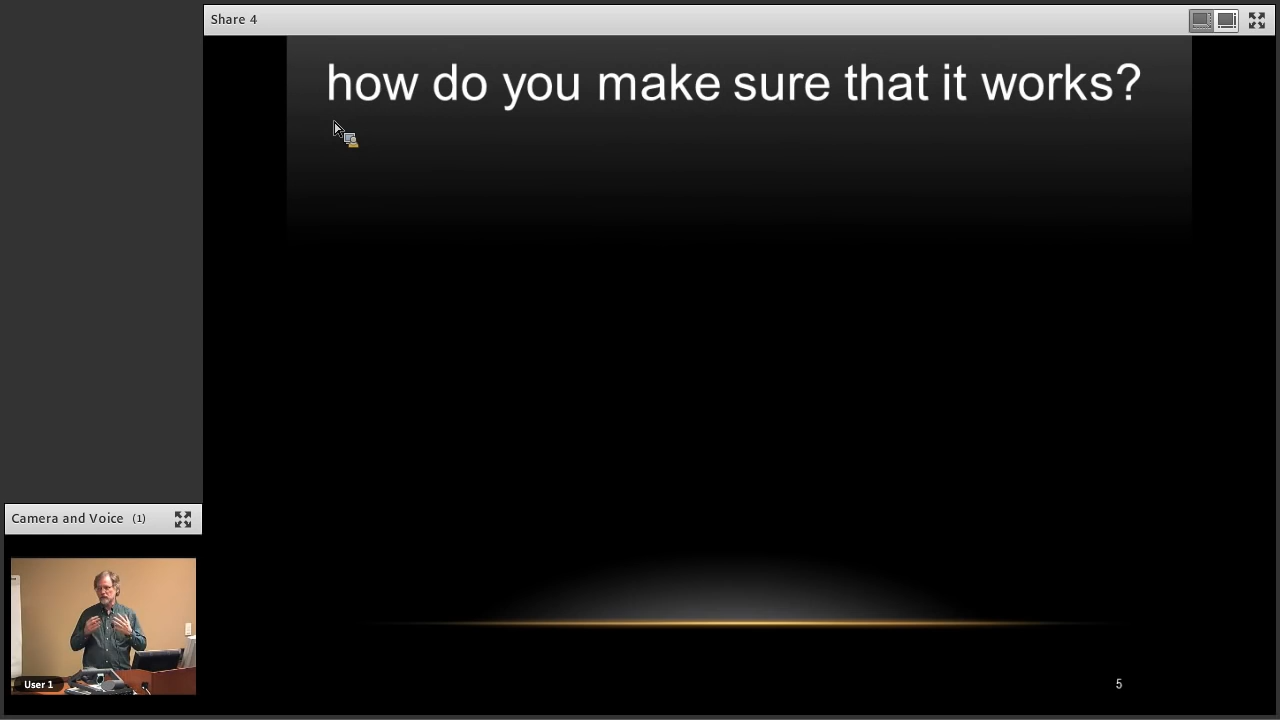 Share 4
how do you make sure that it works?
Camera and Voice (1)
User 1
5